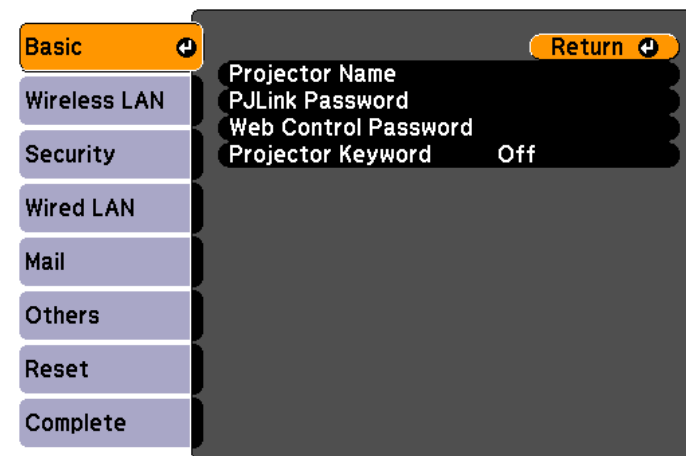 Basic
Wireless LAN
Security
Wired LAN
Mail
Others
Reset
Complete
Return
Projector Name
PJLink Password
Web Control Password
Projector Keyword Off